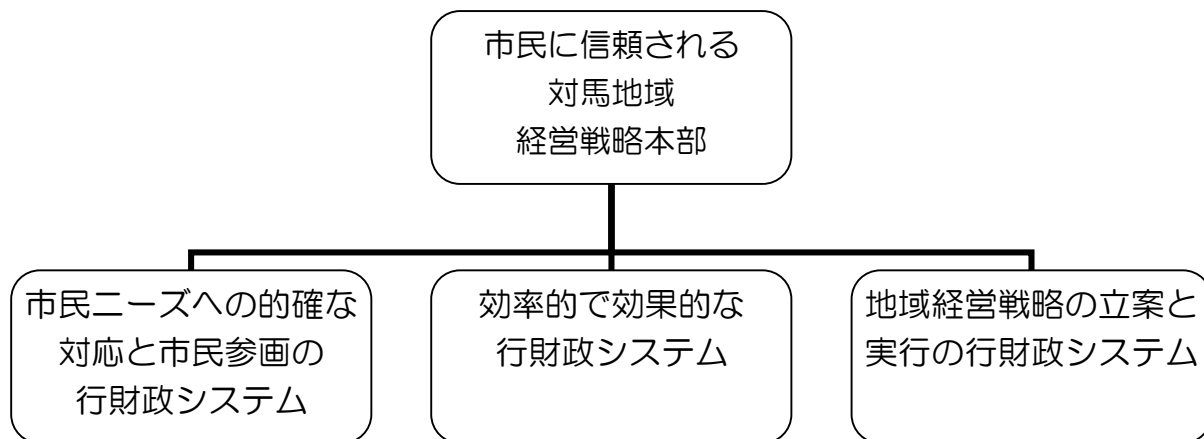 市民に信頼される
対馬地域
経営戦略本部
市民ニーズへの的確な
対応と市民参画の
行財政システム
効率的で効果的な
行財政システム
地域経営戦略の立案と
実行の行財政システム